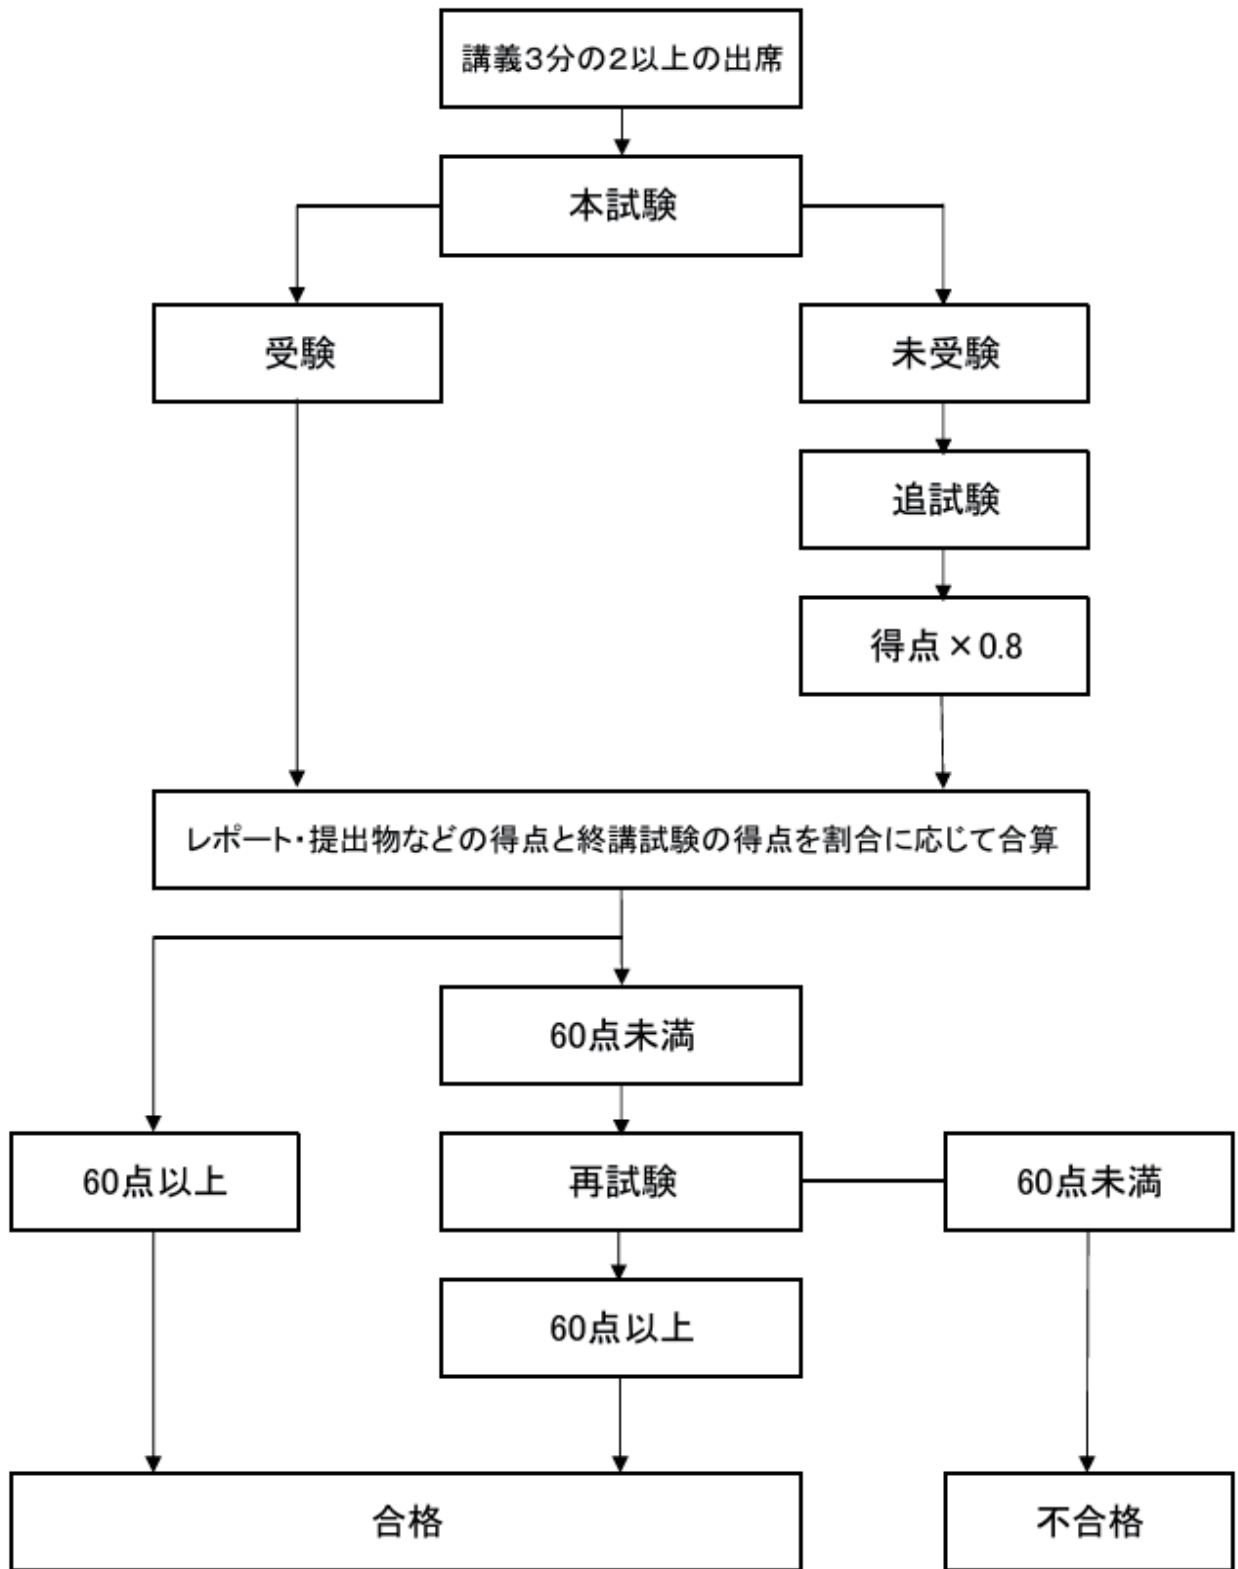 講義3分の2以上の出席
本試験
受験
未受験
追試験
得点×0.8
レポート・提出物などの得点と終講試験の得点を割合に応じて合算
60点未満
60点以上
再試験
60点未満
60点以上
合格
不合格